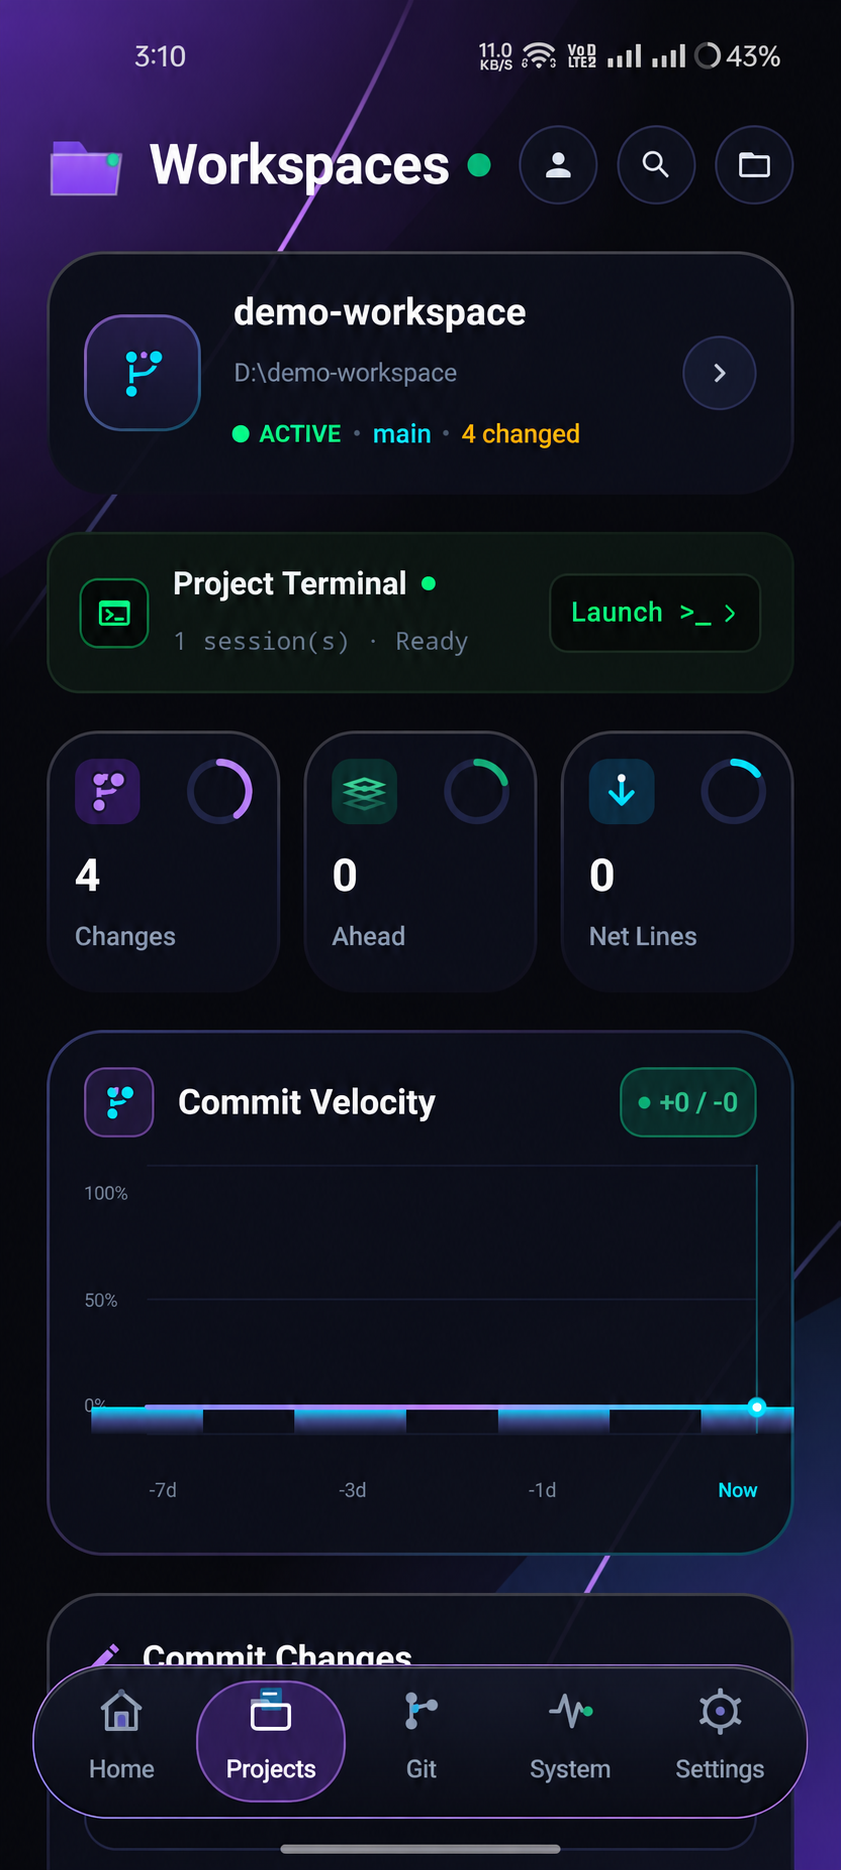 3:10
11.0 KB/S
VoD LTE2
43%
Workspaces
demo-workspace
D:\demo-workspace
ACTIVE • main • 4 changed
Project Terminal
1 session(s) · Ready
Launch >_
4
Changes
0
Ahead
0
Net Lines
Commit Velocity
+0 / -0
100%
50%
0%
-7d
-3d
-1d
Now
Commit Changes
Home
Projects
Git
System
Settings